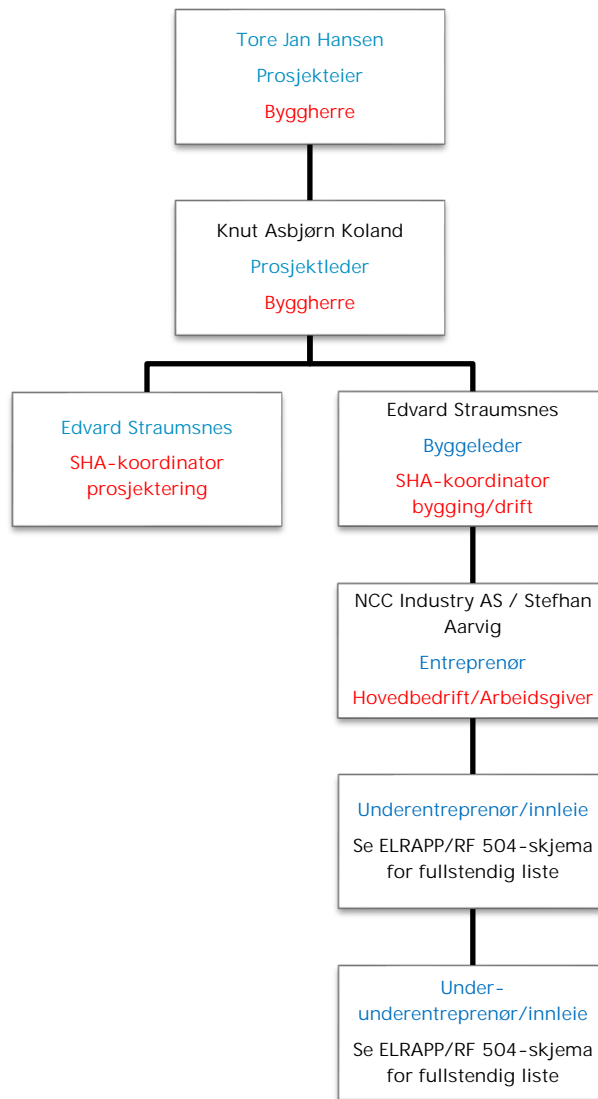 Tore Jan Hansen
Prosjekteier
Byggherre
Knut Asbjørn Koland
Prosjektleder
Byggherre
Edvard Straumsnes
SHA-koordinator
prosjektering
Edvard Straumsnes
Byggeleder
SHA-koordinator
bygging/drift
NCC Industry AS / Stefhan
Aarvig
Entreprenør
Hovedbedrift/Arbeidsgiver
Underentreprenør/innleie
Se ELRAPP/RF 504-skjema
for fullstendig liste
Under-
underentreprenør/innleie
Se ELRAPP/RF 504-skjema
for fullstendig liste